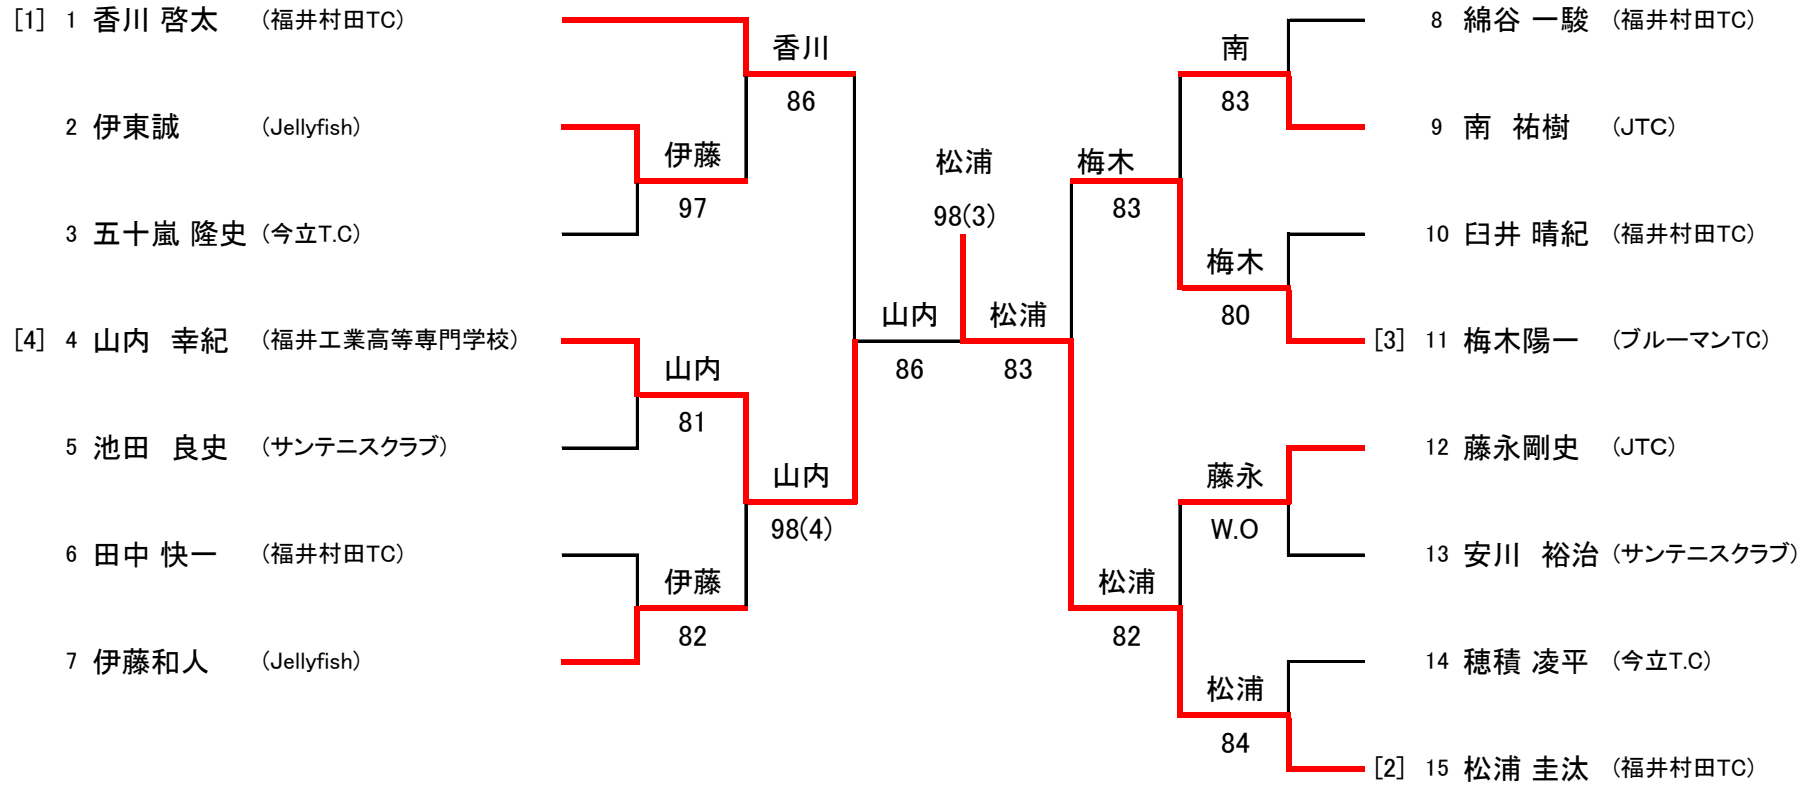 [1] 1 香川 啓太 (福井村田TC)
2 伊東誠 (Jellyfish)
3 五十嵐 隆史 (今立T.C)
[4] 4 山内 幸紀 (福井工業高等専門学校)
5 池田 良史 (サンテニスクラブ)
6 田中 快一 (福井村田TC)
7 伊藤和人 (Jellyfish)
伊藤
97
山内
81
伊藤
82
香川
86
山内
98(4)
山内
86
松浦
98(3)
松浦
83
梅木
83
松浦
82
南
83
梅木
80
藤永
W.O
松浦
84
8 綿谷 一駿 (福井村田TC)
9 南 祐樹 (JTC)
10 臼井 晴紀 (福井村田TC)
[3] 11 梅木陽一 (ブルーマンTC)
12 藤永剛史 (JTC)
13 安川 裕治 (サンテニスクラブ)
14 穂積 凌平 (今立T.C)
[2] 15 松浦 圭汰 (福井村田TC)